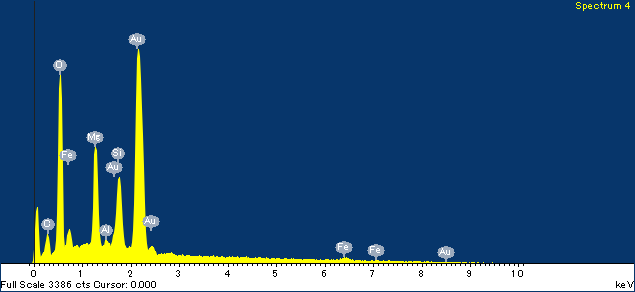 Spectrum 4
Au
O
Mg
Fe
Si
Au
C
Al
Au
Fe
Fe
Au
0 1 2 3 4 5 6 7 8 9 10
Full Scale 3386 cts Cursor: 0.000 keV